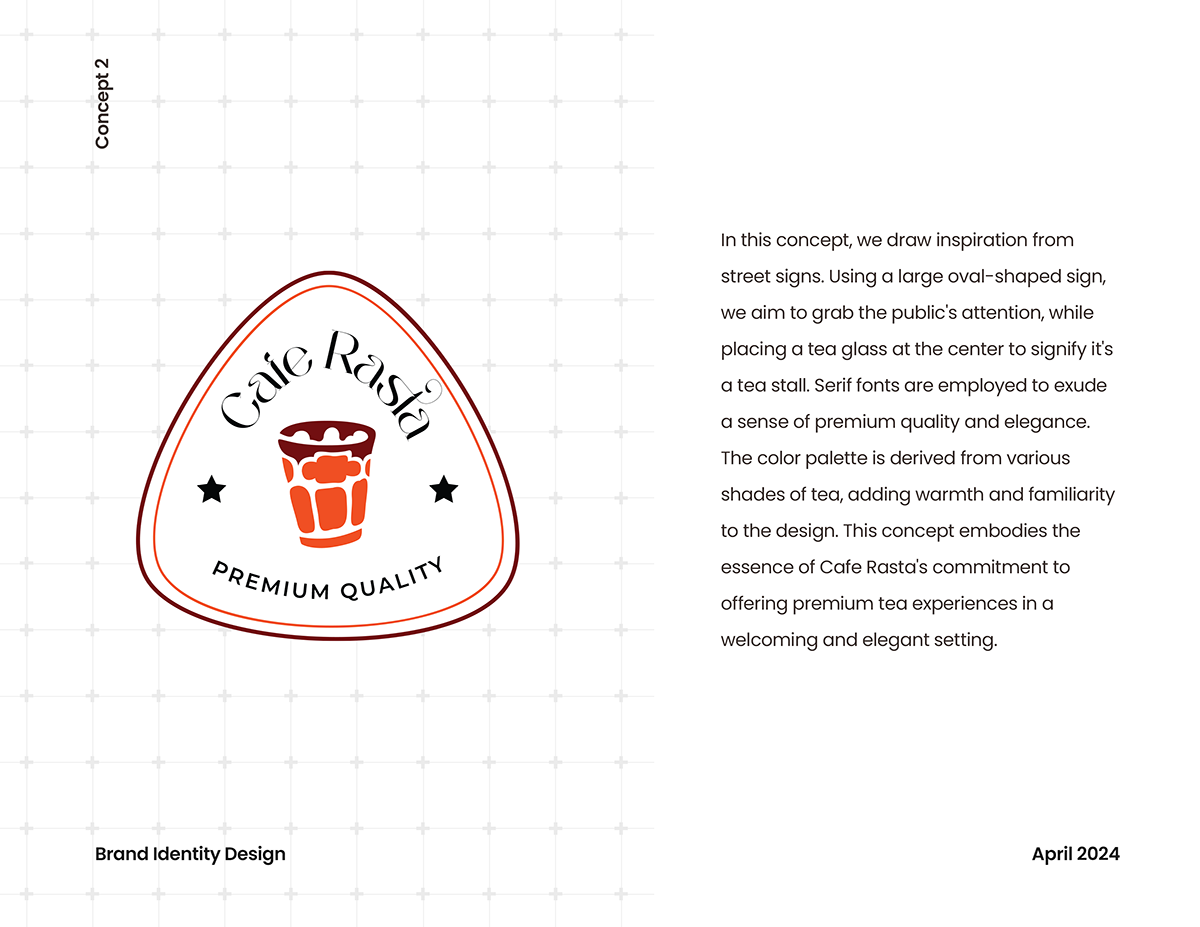 Concept 2
Cafe Rasta
PREMIUM QUALITY
In this concept, we draw inspiration from
street signs. Using a large oval-shaped sign,
we aim to grab the public's attention, while
placing a tea glass at the center to signify it's
a tea stall. Serif fonts are employed to exude
a sense of premium quality and elegance.
The color palette is derived from various
shades of tea, adding warmth and familiarity
to the design. This concept embodies the
essence of Cafe Rasta's commitment to
offering premium tea experiences in a
welcoming and elegant setting.
Brand Identity Design
April 2024